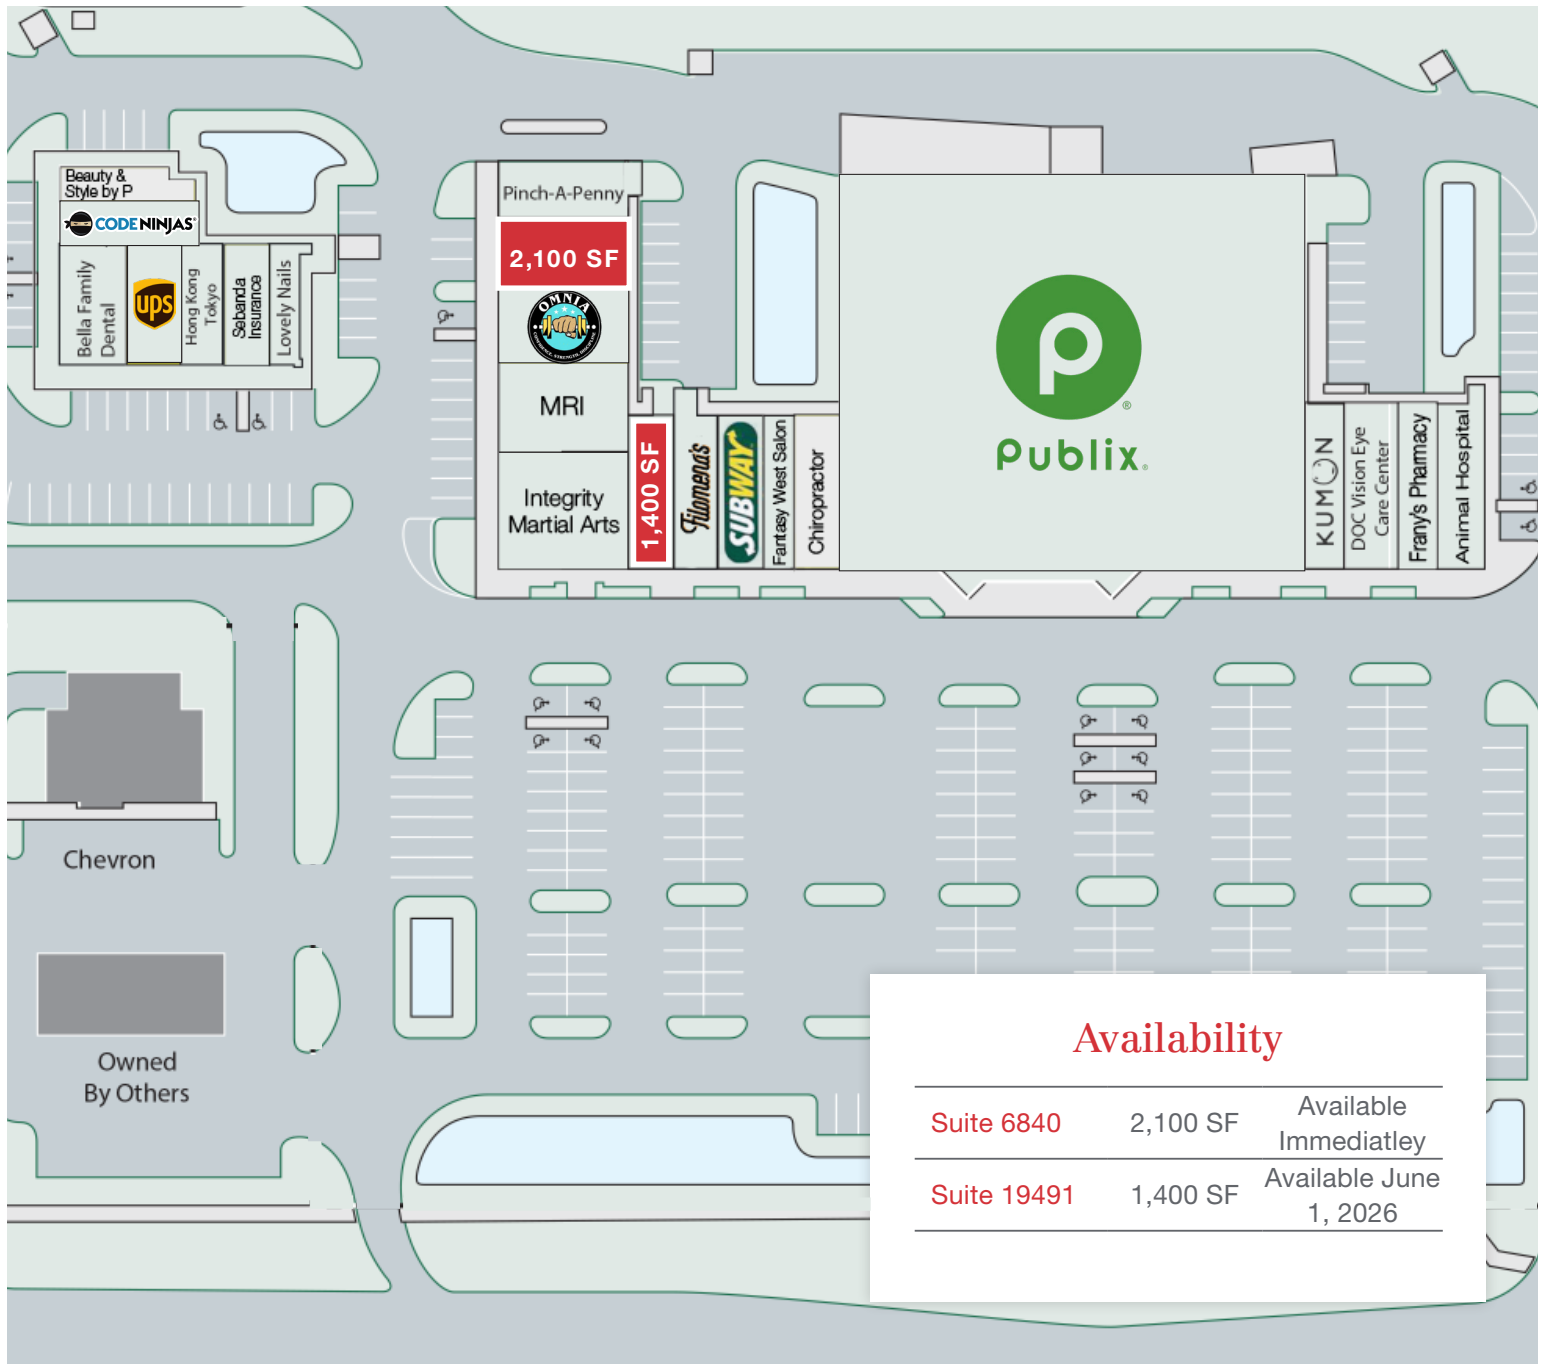 Beauty &
Style by P
CODE NINJAS
Bella Family
Dental
ups
Hong Kong
Tokyo
Sebanda
Insurance
Lovely Nails
Pinch-A-Penny
2,100 SF
OMNIA
MRI
Integrity
Martial Arts
1,400 SF
Filomena's
SUBWAY
Fantasy West Salon
Chiropractor
Publix
KUMON
DOC Vision Eye
Care Center
Frany's Pharmacy
Animal Hospital
Chevron
Owned
By Others
Availability
Suite 6840 2,100 SF Available
Immediatley
Suite 19491 1,400 SF Available June
1, 2026